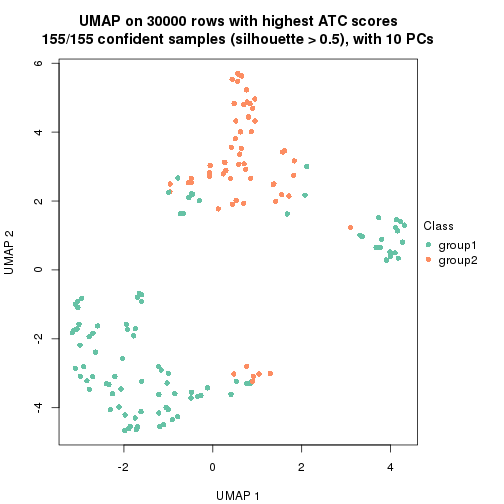 UMAP on 30000 rows with highest ATC scores
155/155 confident samples (silhouette > 0.5), with 10 PCs
6
4
2
0
-2
-4
UMAP 2
-2
0
2
4
UMAP 1
Class
group1
group2